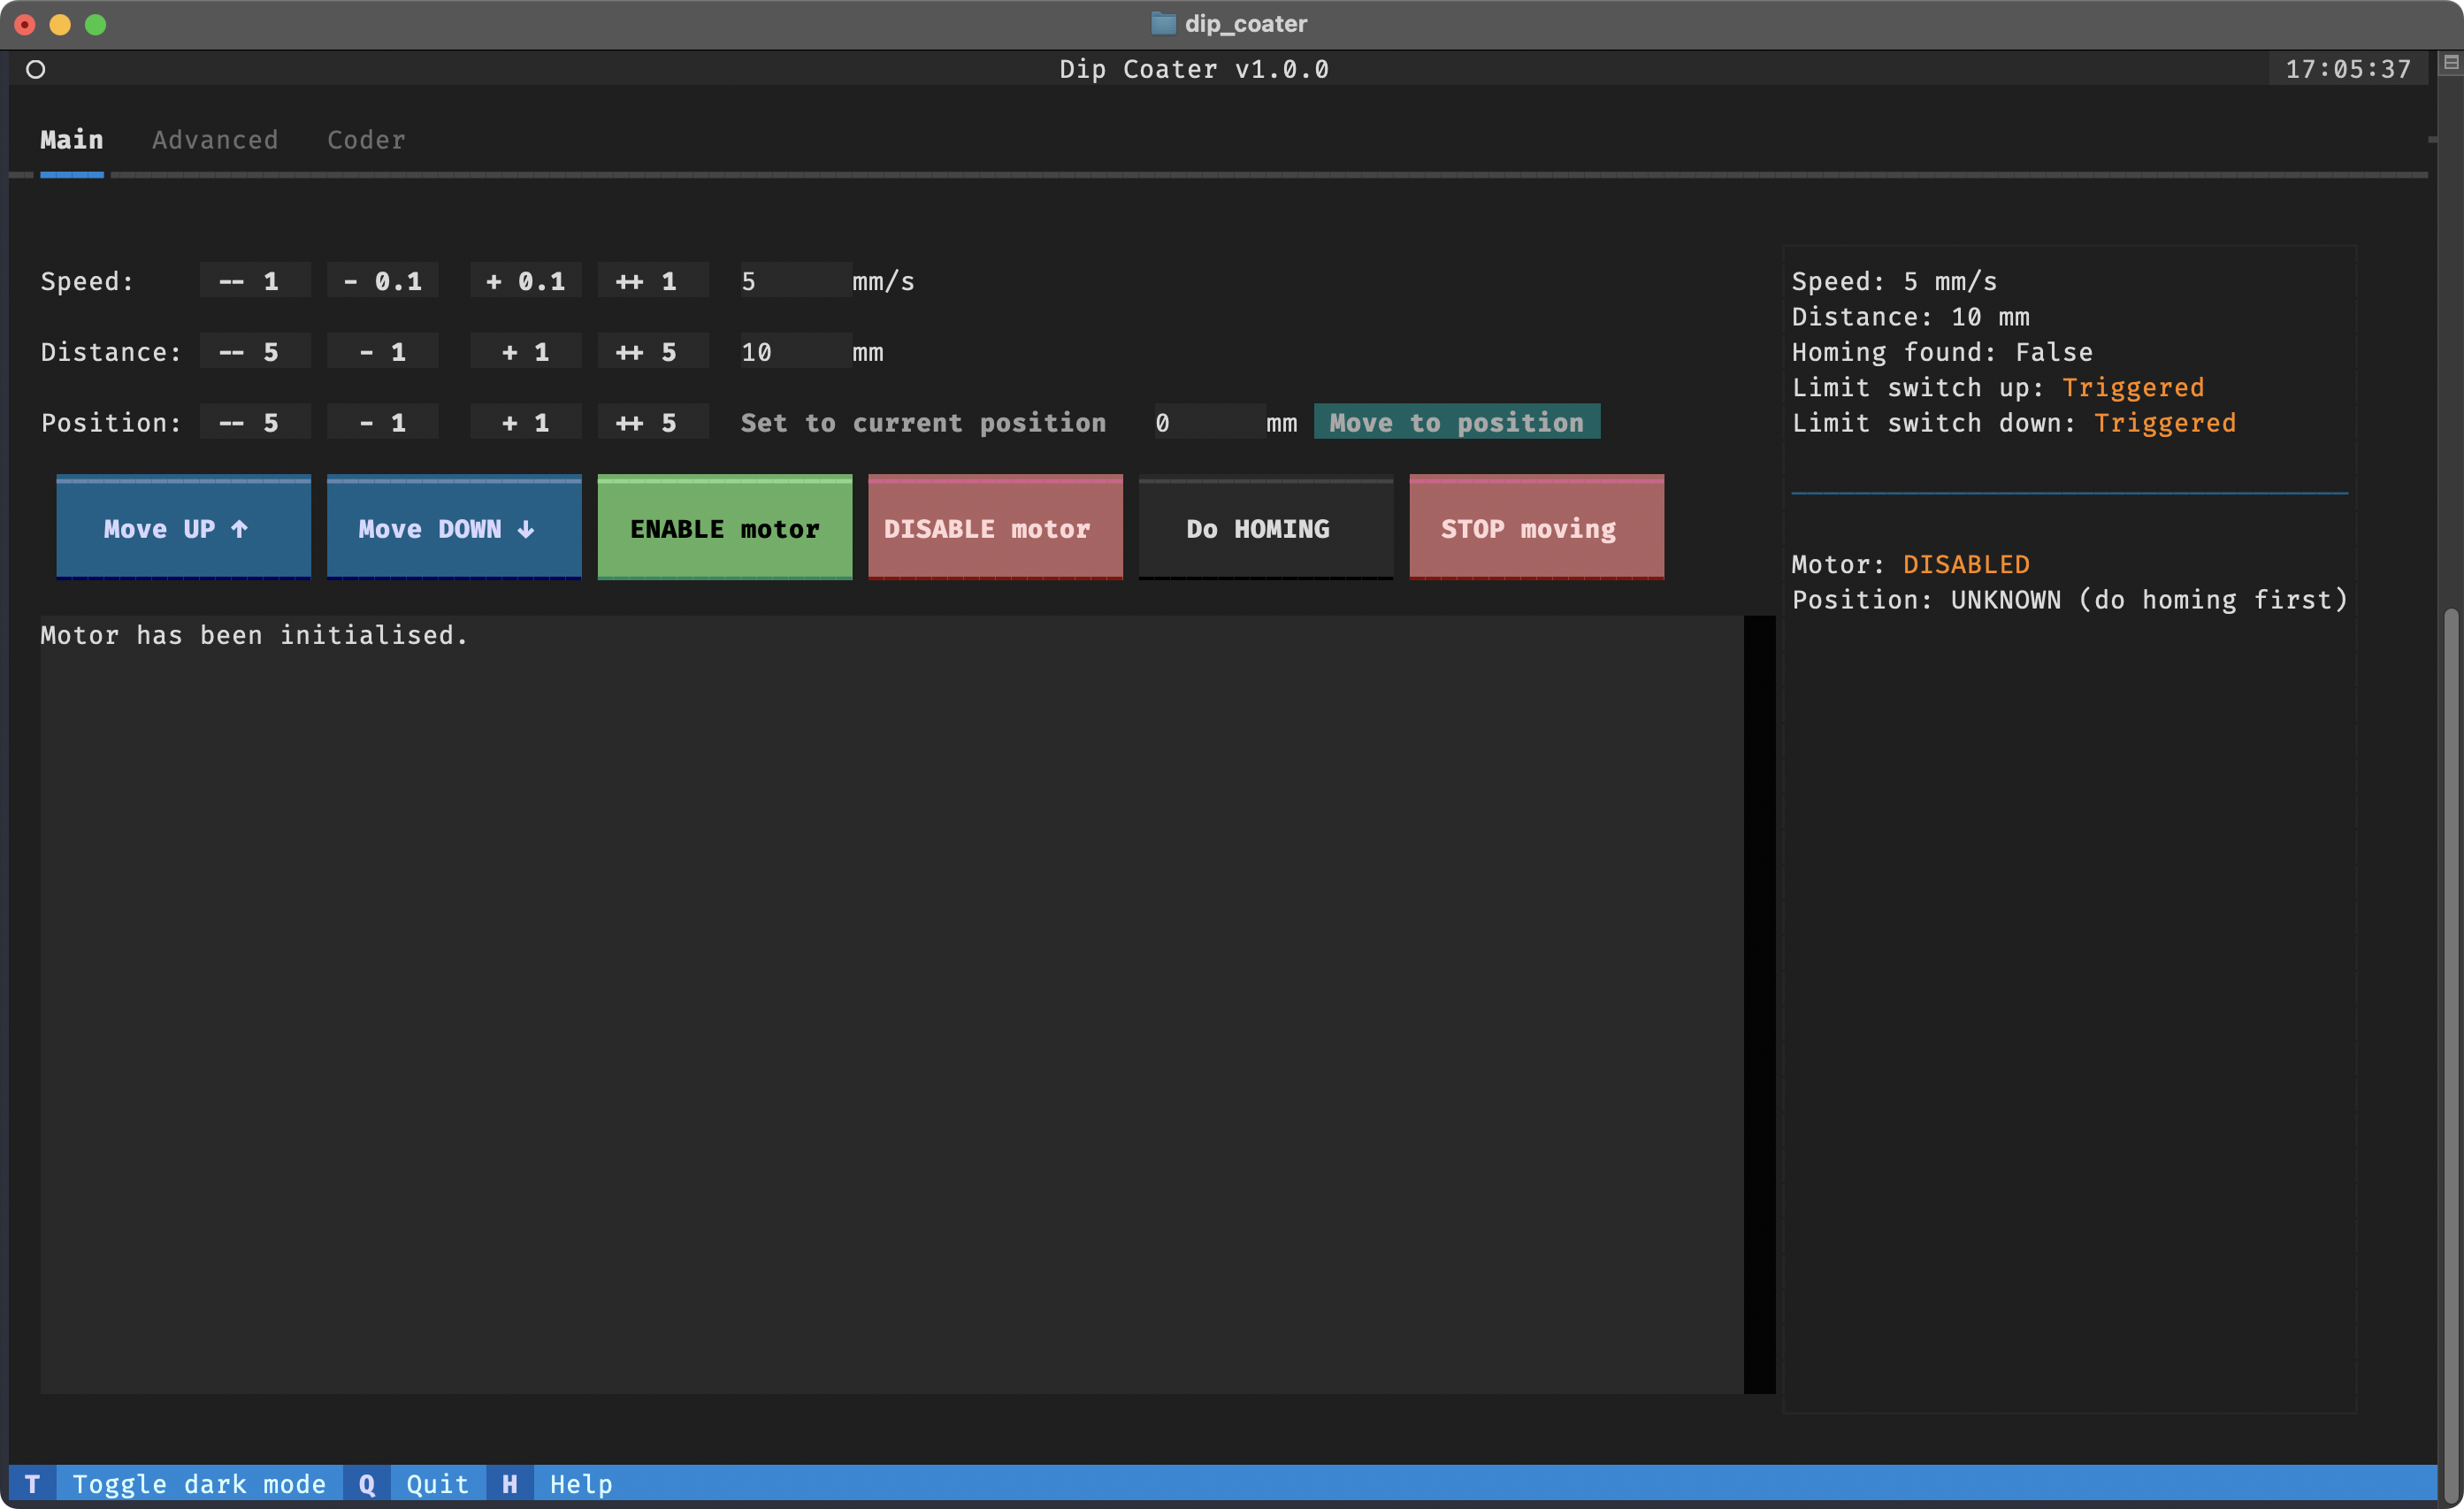 dip_coater
Dip Coater v1.0.0 17:05:37
Main Advanced Coder
Speed: -- 1 - 0.1 + 0.1 ++ 1 5 mm/s
Distance: -- 5 - 1 + 1 ++ 5 10 mm
Position: -- 5 - 1 + 1 ++ 5 Set to current position 0 mm Move to position
Move UP ↑ Move DOWN ↓ ENABLE motor DISABLE motor Do HOMING STOP moving
Motor has been initialised.
Speed: 5 mm/s
Distance: 10 mm
Homing found: False
Limit switch up: Triggered
Limit switch down: Triggered
Motor: DISABLED
Position: UNKNOWN (do homing first)
T Toggle dark mode Q Quit H Help